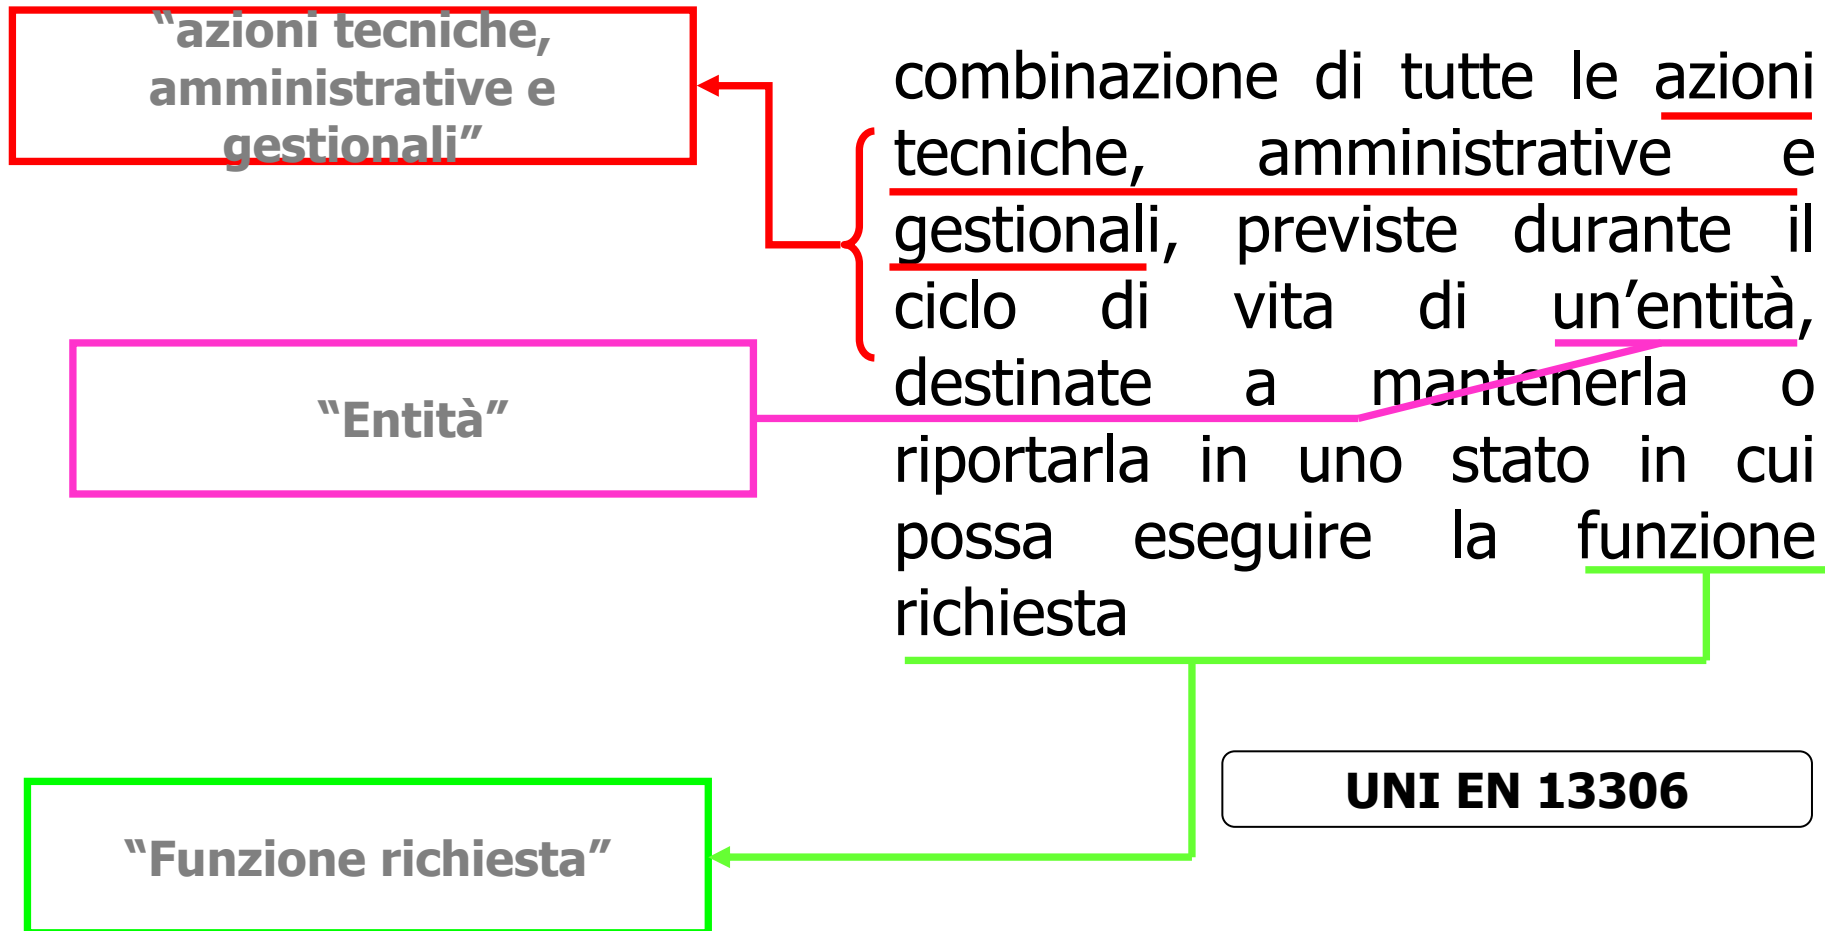 “azioni tecniche,
amministrative e
gestionali”
combinazione di tutte le azioni
tecniche, amministrative e
gestionali, previste durante il
ciclo di vita di un’entità,
destinate a mantenerla o
riportarla in uno stato in cui
possa eseguire la funzione
richiesta
“Entità”
UNI EN 13306
“Funzione richiesta”